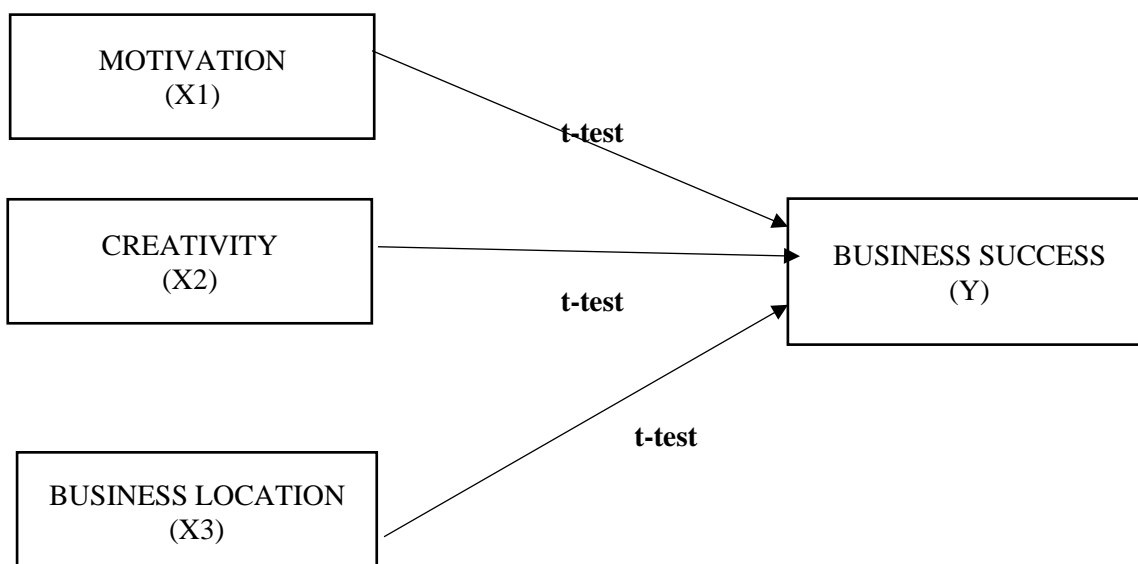 MOTIVATION
(X1)
t-test
CREATIVITY
(X2)
BUSINESS SUCCESS
(Y)
t-test
t-test
BUSINESS LOCATION
(X3)